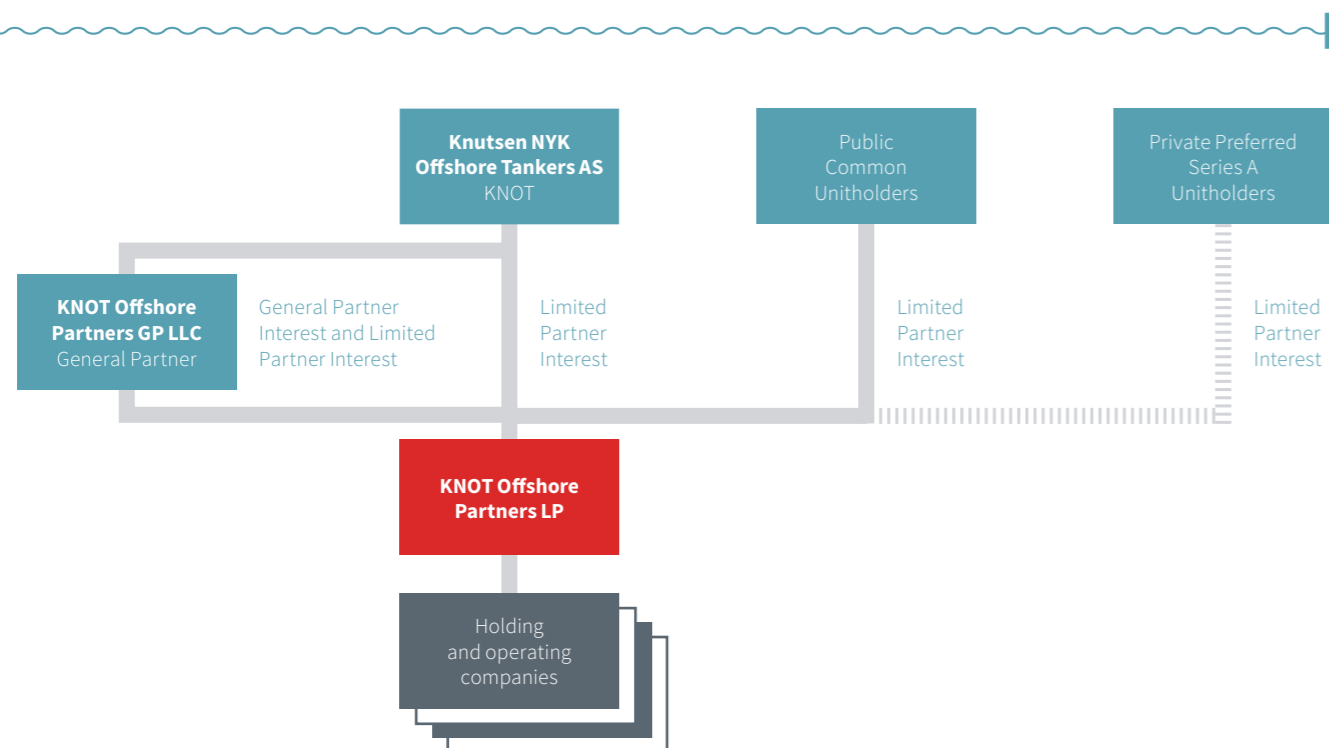 Knutsen NYK
Offshore Tankers AS
KNOT
Public
Common
Unitholders
Private Preferred
Series A
Unitholders
KNOT Offshore
Partners GP LLC
General Partner
General Partner
Interest and Limited
Partner Interest
Limited
Partner
Interest
Limited
Partner
Interest
Limited
Partner
Interest
KNOT Offshore
Partners LP
Holding
and operating
companies